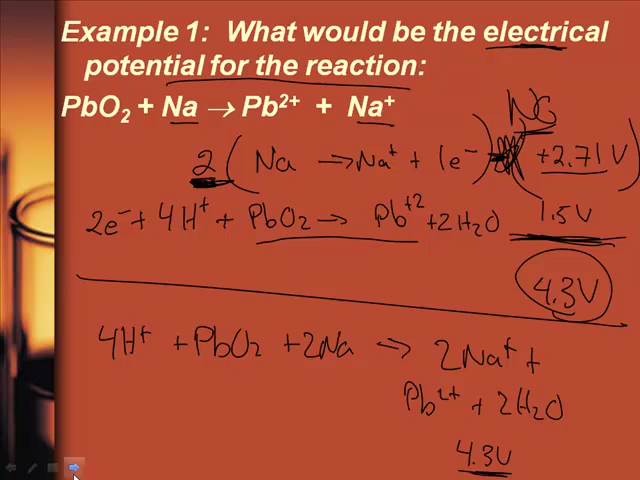 Example 1: What would be the electrical
potential for the reaction:
PbO₂ + Na → Pb²⁺ + Na⁺
NO
2 ( Na → Na⁺ + 1e⁻ ) +2.71 V
2e⁻ + 4H⁺ + PbO₂ → Pb⁺² + 2H₂O 1.5V
4.3V
4H⁺ + PbO₂ + 2Na → 2Na⁺ +
Pb²⁺ + 2H₂O
4.3V